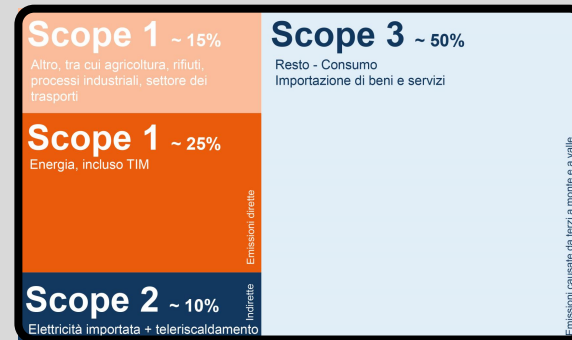 Scope 1 ~ 15%
Altro, tra cui agricoltura, rifiuti,
processi industriali, settore dei
trasporti
Scope 1 ~ 25%
Energia, incluso TIM
Emissioni dirette
Scope 2 ~ 10%
Elettricità importata + teleriscaldamento
Indirette
Scope 3 ~ 50%
Resto - Consumo
Importazione di beni e servizi
Emissioni causate da terzi a monte e a valle